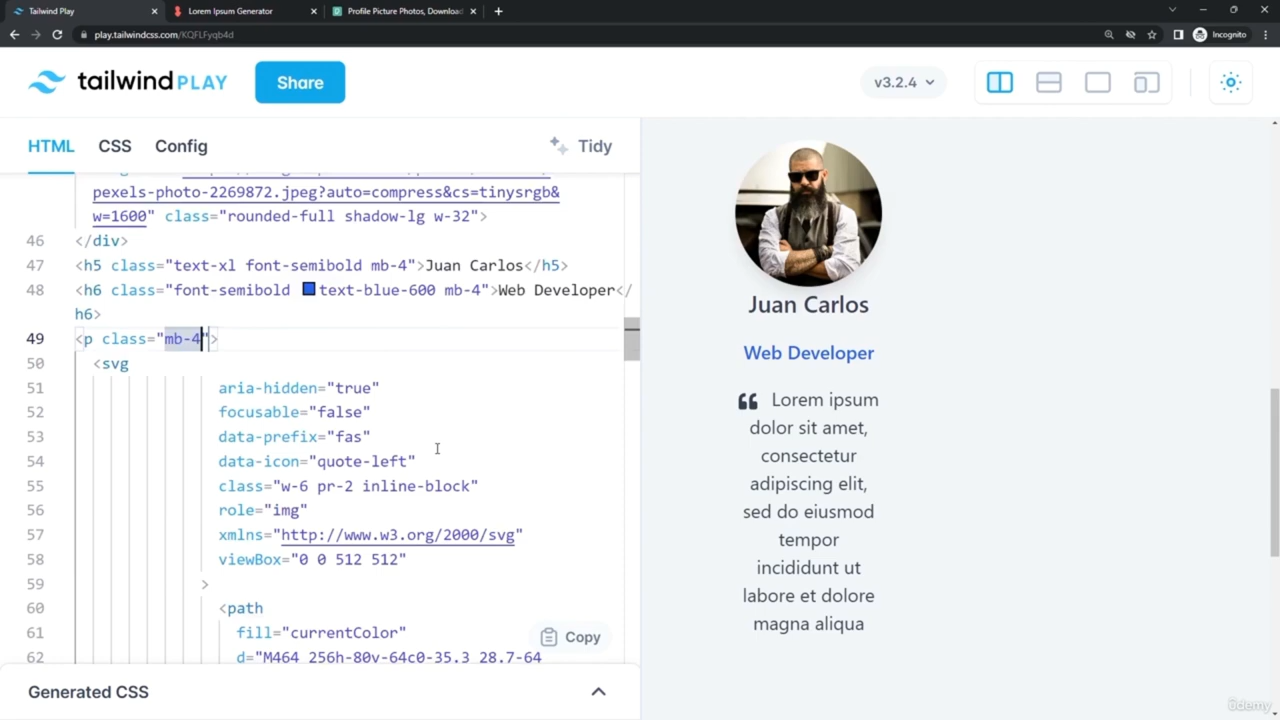 Tailwind Play
Lorem Ipsum Generator
Profile Picture Photos, Download
play.tailwindcss.com/KQFLFyqb4d
Incognito
tailwind PLAY
Share
v3.2.4
HTML
CSS
Config
Tidy
pexels-photo-2269872.jpeg?auto=compress&cs=tinysrgb&
w=1600" class="rounded-full shadow-lg w-32">
46 </div>
47 <h5 class="text-xl font-semibold mb-4">Juan Carlos</h5>
48 <h6 class="font-semibold text-blue-600 mb-4">Web Developer</
h6>
49 <p class="mb-4">
50 <svg
51 aria-hidden="true"
52 focusable="false"
53 data-prefix="fas"
54 data-icon="quote-left"
55 class="w-6 pr-2 inline-block"
56 role="img"
57 xmlns="http://www.w3.org/2000/svg"
58 viewBox="0 0 512 512"
59 >
60 <path
61 fill="currentColor"
62 d="M464 256h-80v-64c0-35.3 28.7-64
Copy
Generated CSS
Juan Carlos
Web Developer
Lorem ipsum
dolor sit amet,
consectetur
adipiscing elit,
sed do eiusmod
tempor
incididunt ut
labore et dolore
magna aliqua
ûdemy